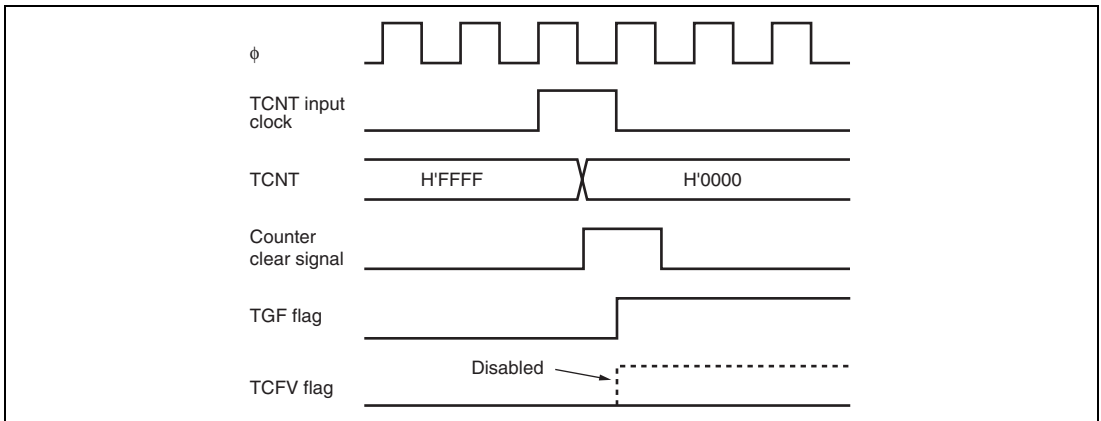 ϕ
TCNT input
clock
TCNT
H'FFFF
H'0000
Counter
clear signal
TGF flag
Disabled
TCFV flag